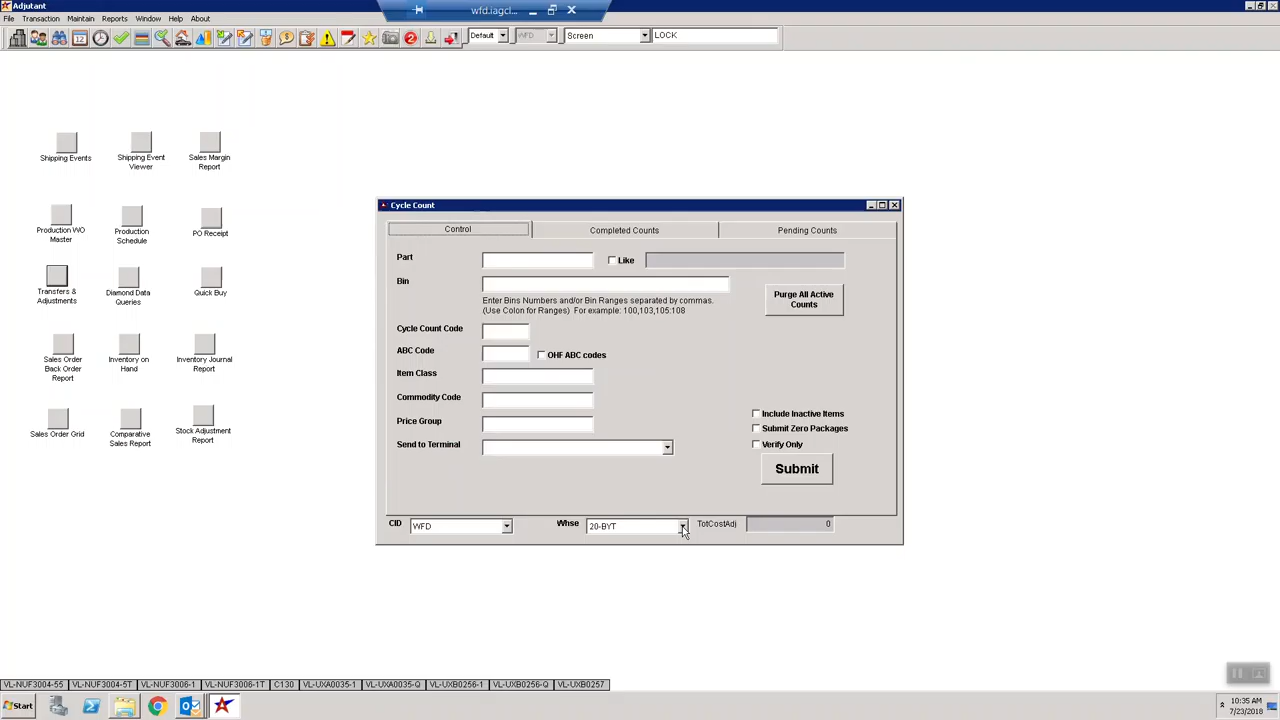 Adjutant
wfd.iagcl...
File Transaction Maintain Reports Window Help About
12
Default
WFD
Screen
LOCK
Shipping Events
Shipping Event
Viewer
Sales Margin
Report
Production WO
Master
Production
Schedule
PO Receipt
Transfers &
Adjustments
Diamond Data
Queries
Quick Buy
Sales Order
Back Order
Report
Inventory on
Hand
Inventory Journal
Report
Sales Order Grid
Comparative
Sales Report
Stock Adjustment
Report
Cycle Count
Control
Completed Counts
Pending Counts
Part
Like
Bin
Enter Bins Numbers and/or Bin Ranges separated by commas.
(Use Colon for Ranges) For example: 100,103,105:108
Purge All Active
Counts
Cycle Count Code
ABC Code
OHF ABC codes
Item Class
Commodity Code
Price Group
Send to Terminal
Include Inactive Items
Submit Zero Packages
Verify Only
Submit
CID
WFD
Whse
20-BYT
TotCostAdj
0
VL-NUF3004-55 VL-NUF3004-5T VL-NUF3006-1 VL-NUF3006-1T C130 VL-UXA0035-1 VL-UXA0035-Q VL-UXB0256-1 VL-UXB0256-Q VL-UXB0257
Start
10:35 AM
7/23/2018